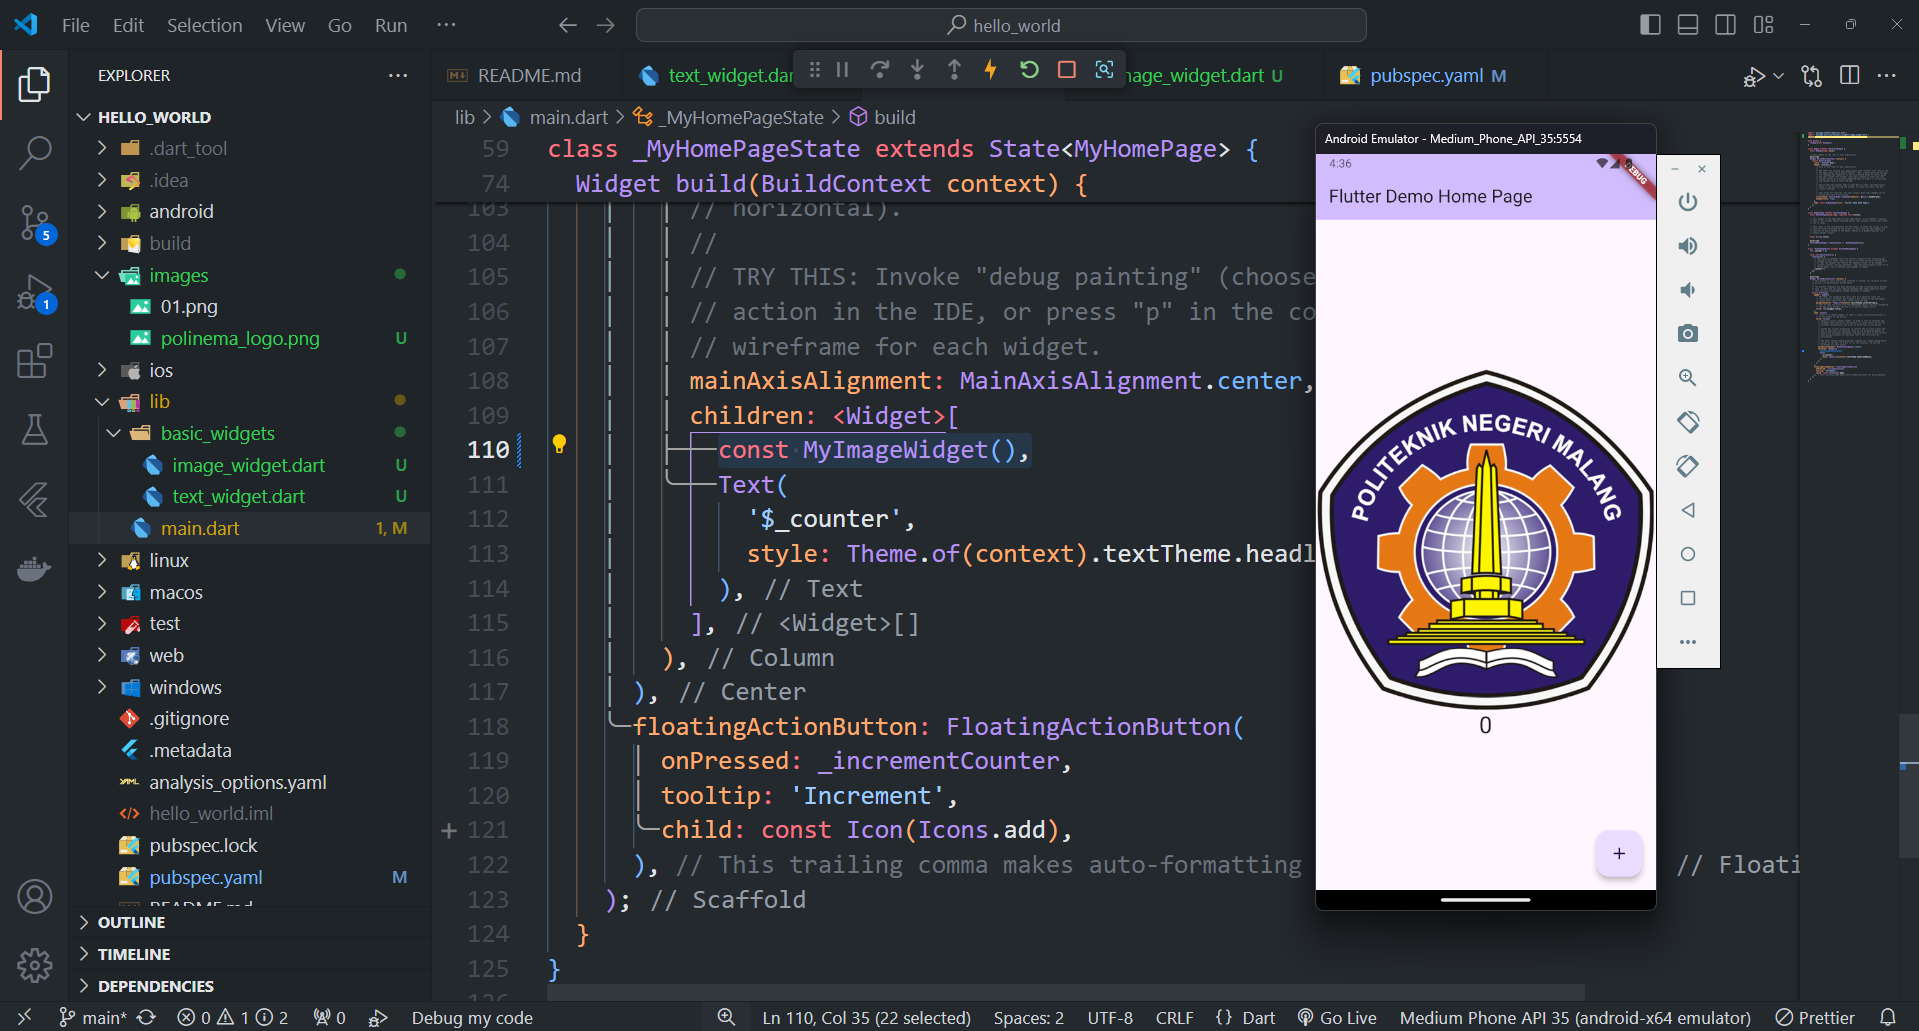 File Edit Selection View Go Run ···
hello_world
EXPLORER
README.md
text_widget.dar
nage_widget.dart U
pubspec.yaml M
HELLO_WORLD
.dart_tool
.idea
android
build
images
01.png
polinema_logo.png U
ios
lib
basic_widgets
image_widget.dart U
text_widget.dart U
main.dart 1, M
linux
macos
test
web
windows
.gitignore
.metadata
analysis_options.yaml
hello_world.iml
pubspec.lock
pubspec.yaml M
README.md
OUTLINE
TIMELINE
DEPENDENCIES
5
1
lib > main.dart > _MyHomePageState > build
59 class _MyHomePageState extends State<MyHomePage> {
74 Widget build(BuildContext context) {
103 // horizontal).
104 //
105 // TRY THIS: Invoke "debug painting" (choose
106 // action in the IDE, or press "p" in the co
107 // wireframe for each widget.
108 mainAxisAlignment: MainAxisAlignment.center,
109 children: <Widget>[
110 const MyImageWidget(),
111 Text(
112 '$_counter',
113 style: Theme.of(context).textTheme.headl
114 ), // Text
115 ], // <Widget>[]
116 ), // Column
117 ), // Center
118 floatingActionButton: FloatingActionButton(
119 onPressed: _incrementCounter,
120 tooltip: 'Increment',
121 child: const Icon(Icons.add),
122 ), // This trailing comma makes auto-formatting // Floati
123 ); // Scaffold
124 }
125 }
Android Emulator - Medium_Phone_API_35:5554
4:36
DEBUG
Flutter Demo Home Page
POLITEKNIK NEGERI MALANG
0
+
main* 0 1 2 0 Debug my code
Ln 110, Col 35 (22 selected) Spaces: 2 UTF-8 CRLF {} Dart Go Live Medium Phone API 35 (android-x64 emulator) Prettier